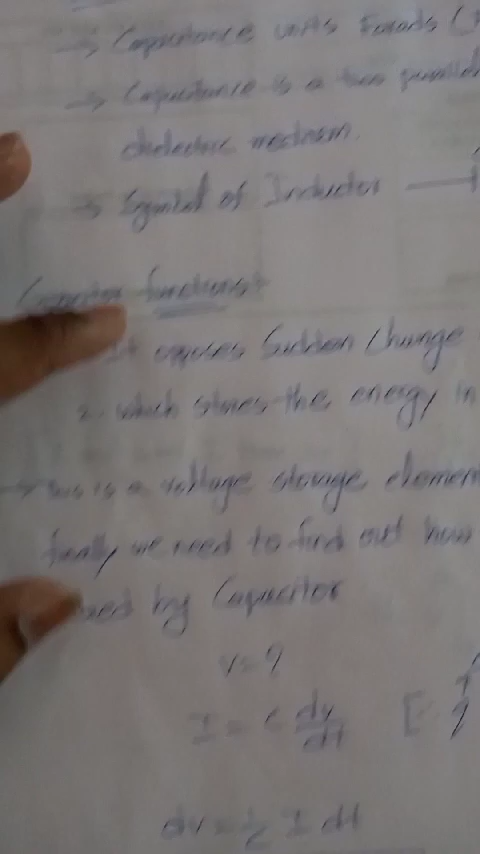 → Capacitance units Farads (
→ Capacitance is a two parallel
dielectric medium.
→ Symbol of Inductor
Capacitor functions:
It opposes Sudden Change
2. which stores the energy in
→ This is a voltage storage element
finally we need to find out how
by Capacitor
V = ?
I = C dv/dt [∵
dv = 1/C I dt